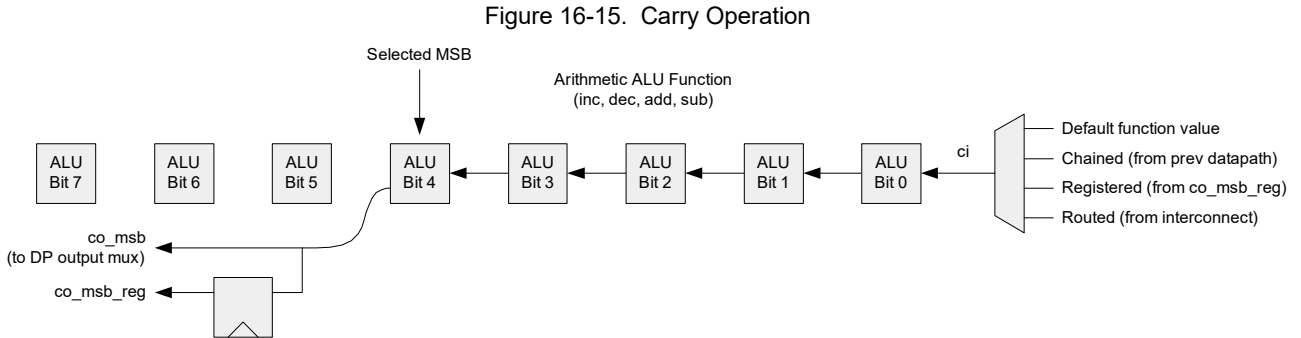 Figure 16-15.  Carry Operation
Selected MSB
Arithmetic ALU Function
(inc, dec, add, sub)
ALU
Bit 7
ALU
Bit 6
ALU
Bit 5
ALU
Bit 4
ALU
Bit 3
ALU
Bit 2
ALU
Bit 1
ALU
Bit 0
ci
Default function value
Chained (from prev datapath)
Registered (from co_msb_reg)
Routed (from interconnect)
co_msb
(to DP output mux)
co_msb_reg